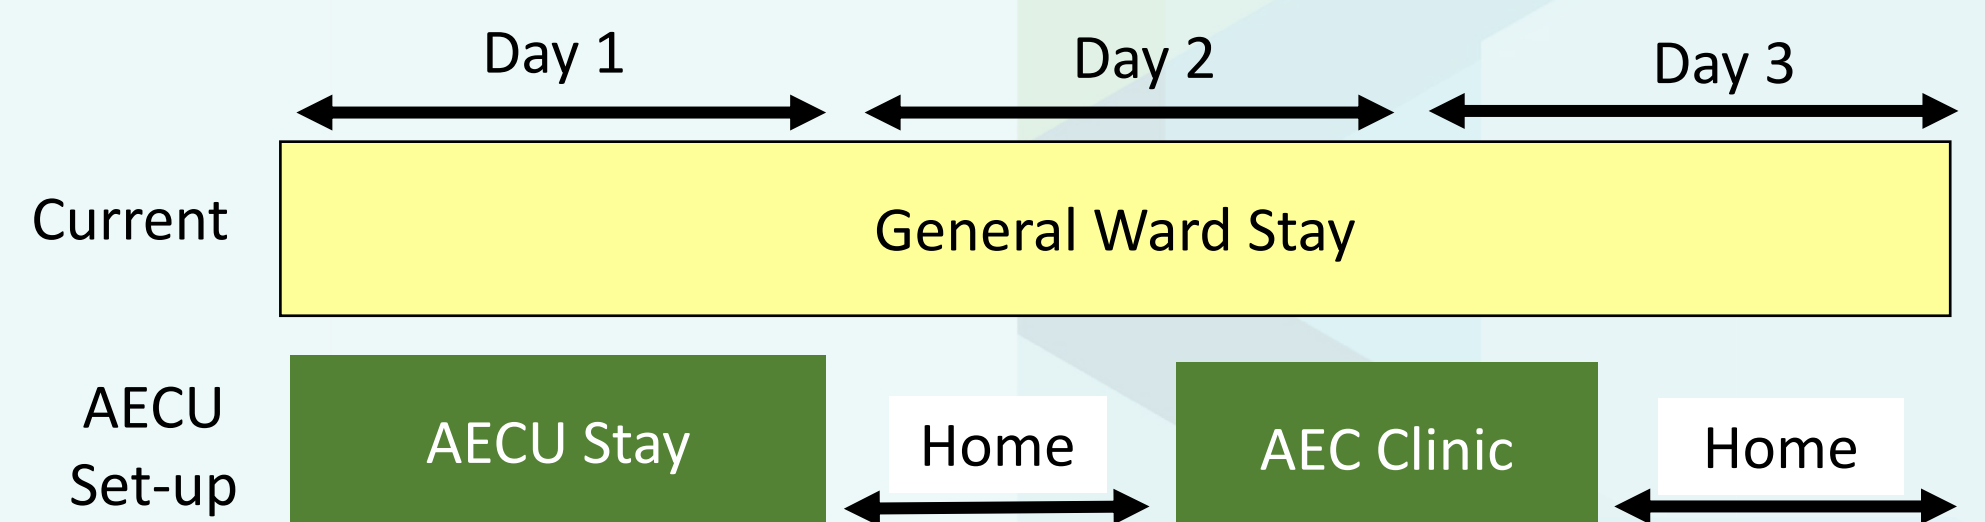 Day 1
Day 2
Day 3
Current
General Ward Stay
AECU
Set-up
AECU Stay
Home
AEC Clinic
Home